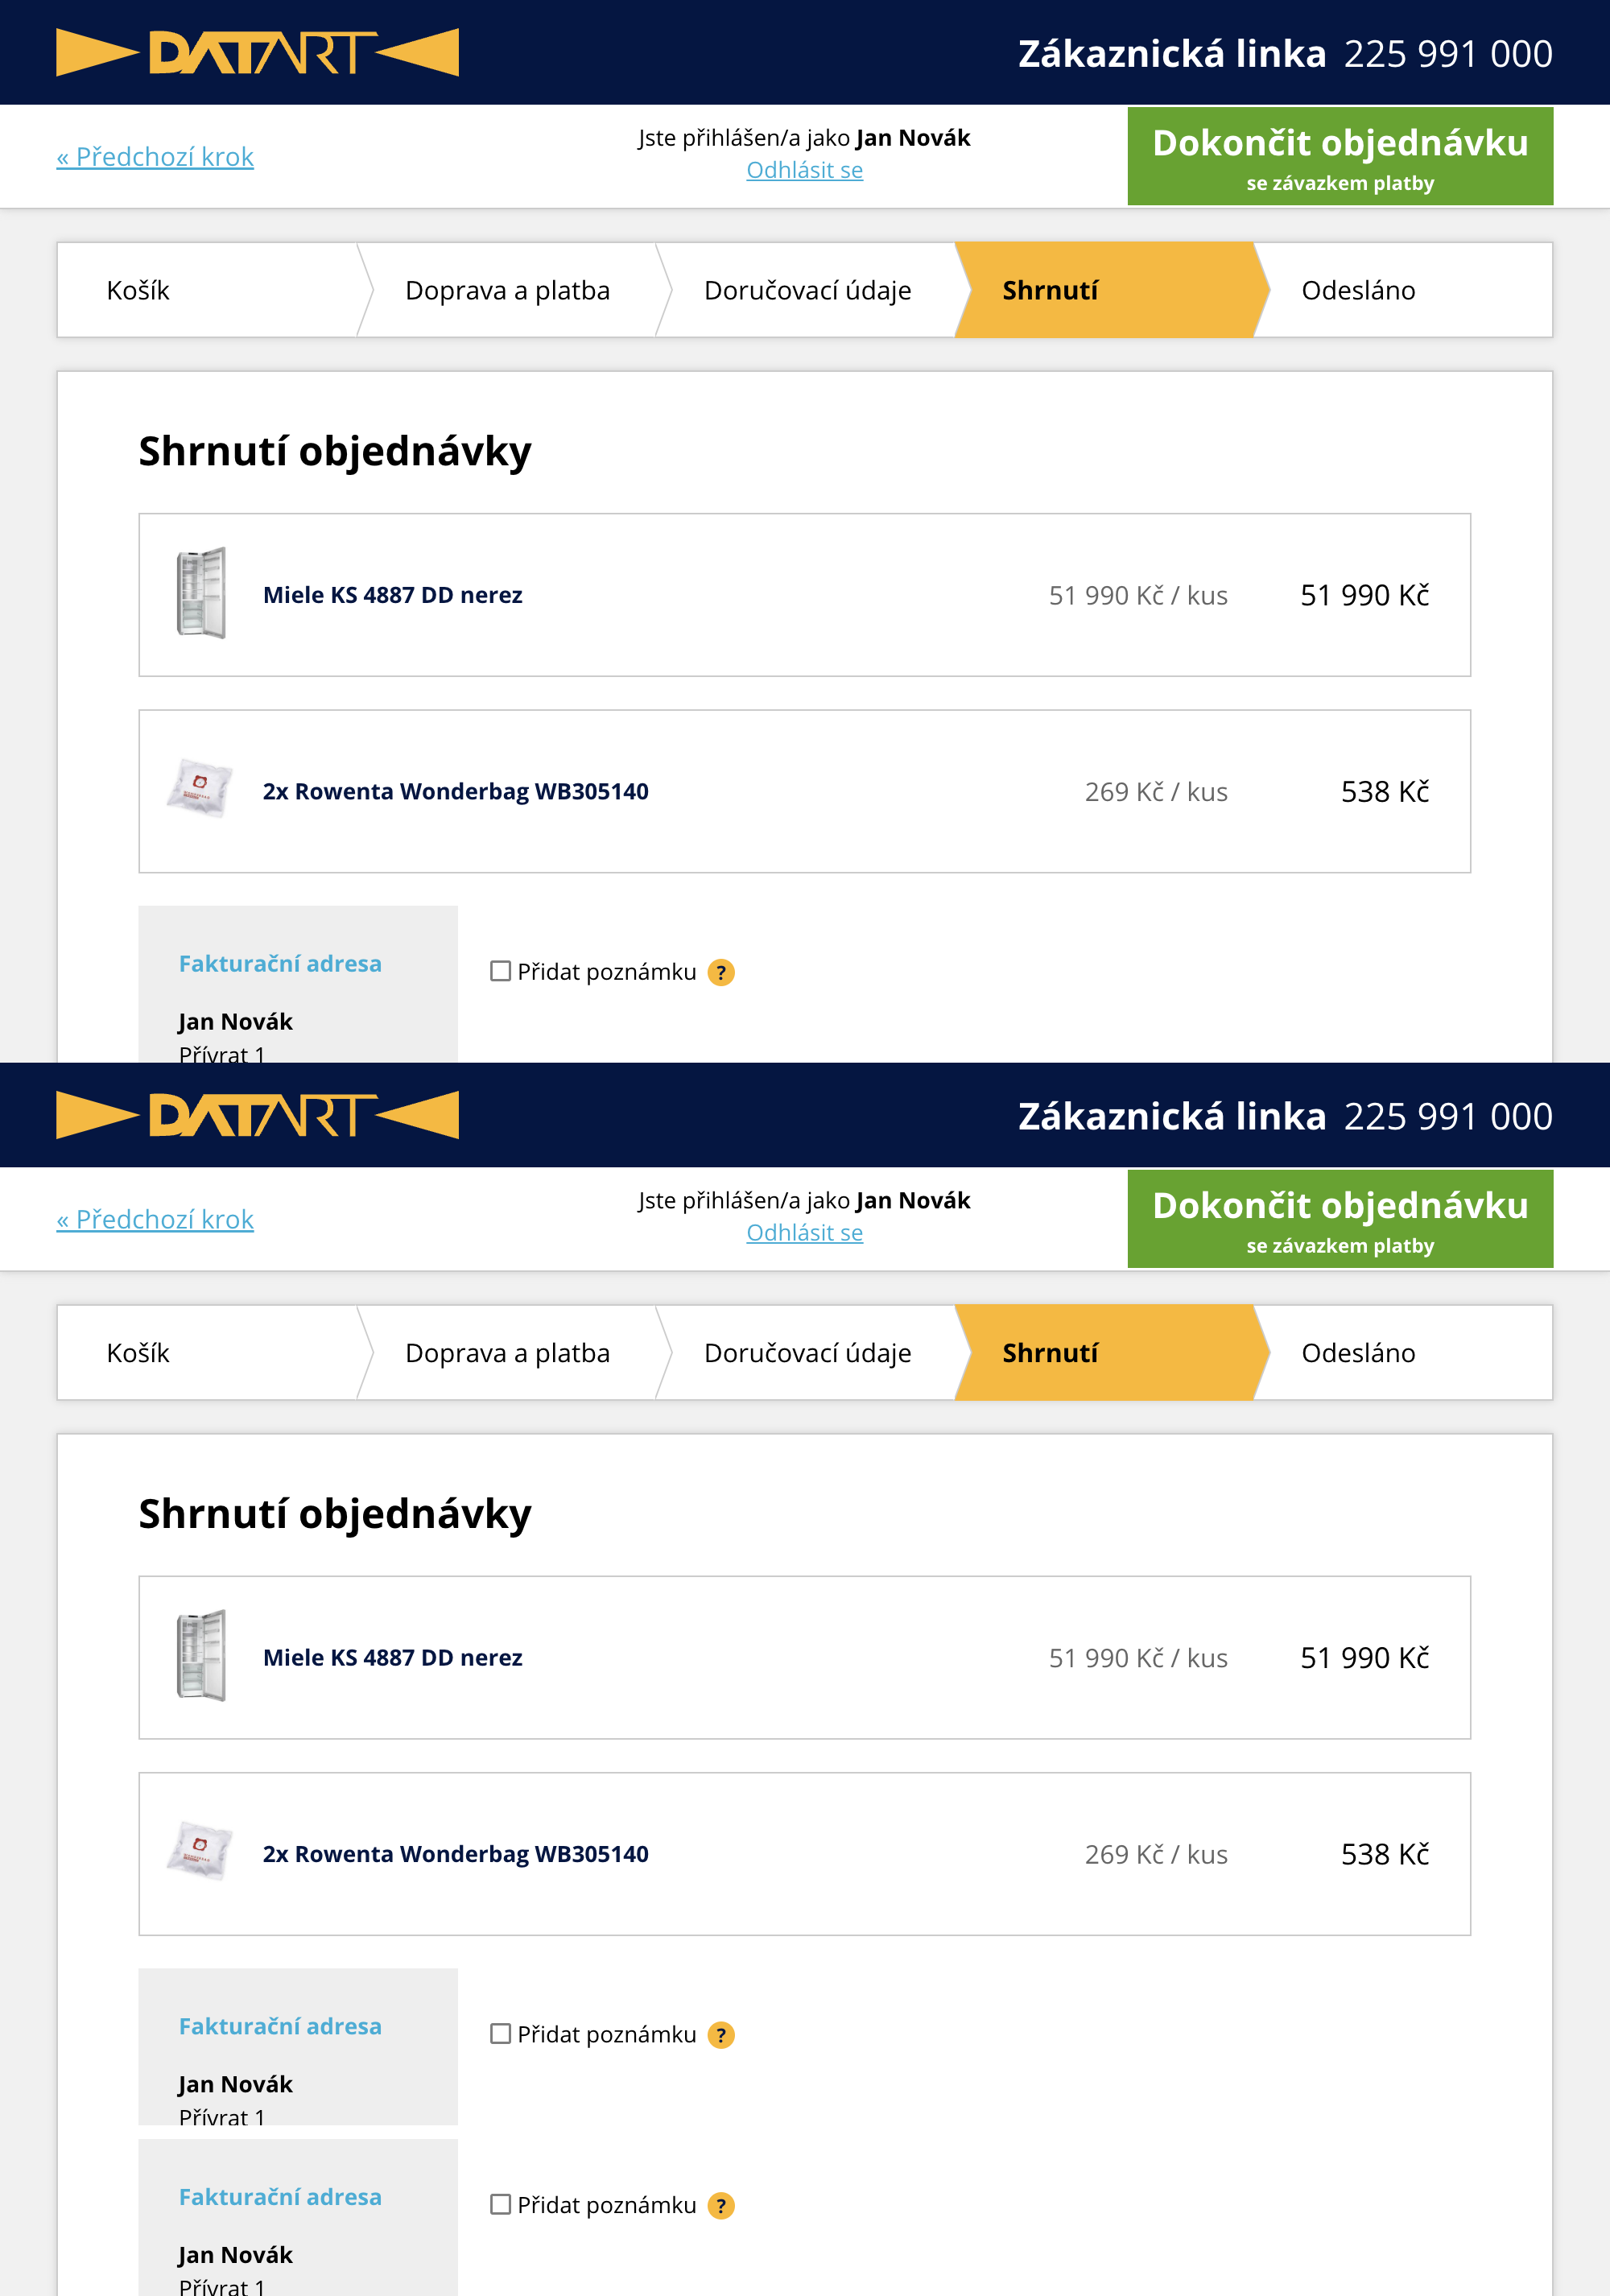 DATART
Zákaznická linka 225 991 000
« Předchozí krok
Jste přihlášen/a jako Jan Novák
Odhlásit se
Dokončit objednávku
se závazkem platby
Košík
Doprava a platba
Doručovací údaje
Shrnutí
Odesláno
Shrnutí objednávky
Miele KS 4887 DD nerez
51 990 Kč / kus
51 990 Kč
2x Rowenta Wonderbag WB305140
269 Kč / kus
538 Kč
Fakturační adresa
Přidat poznámku ?
Jan Novák
Přívrat 1
DATART
Zákaznická linka 225 991 000
« Předchozí krok
Jste přihlášen/a jako Jan Novák
Odhlásit se
Dokončit objednávku
se závazkem platby
Košík
Doprava a platba
Doručovací údaje
Shrnutí
Odesláno
Shrnutí objednávky
Miele KS 4887 DD nerez
51 990 Kč / kus
51 990 Kč
2x Rowenta Wonderbag WB305140
269 Kč / kus
538 Kč
Fakturační adresa
Přidat poznámku ?
Jan Novák
Přívrat 1
Fakturační adresa
Přidat poznámku ?
Jan Novák
Přívrat 1